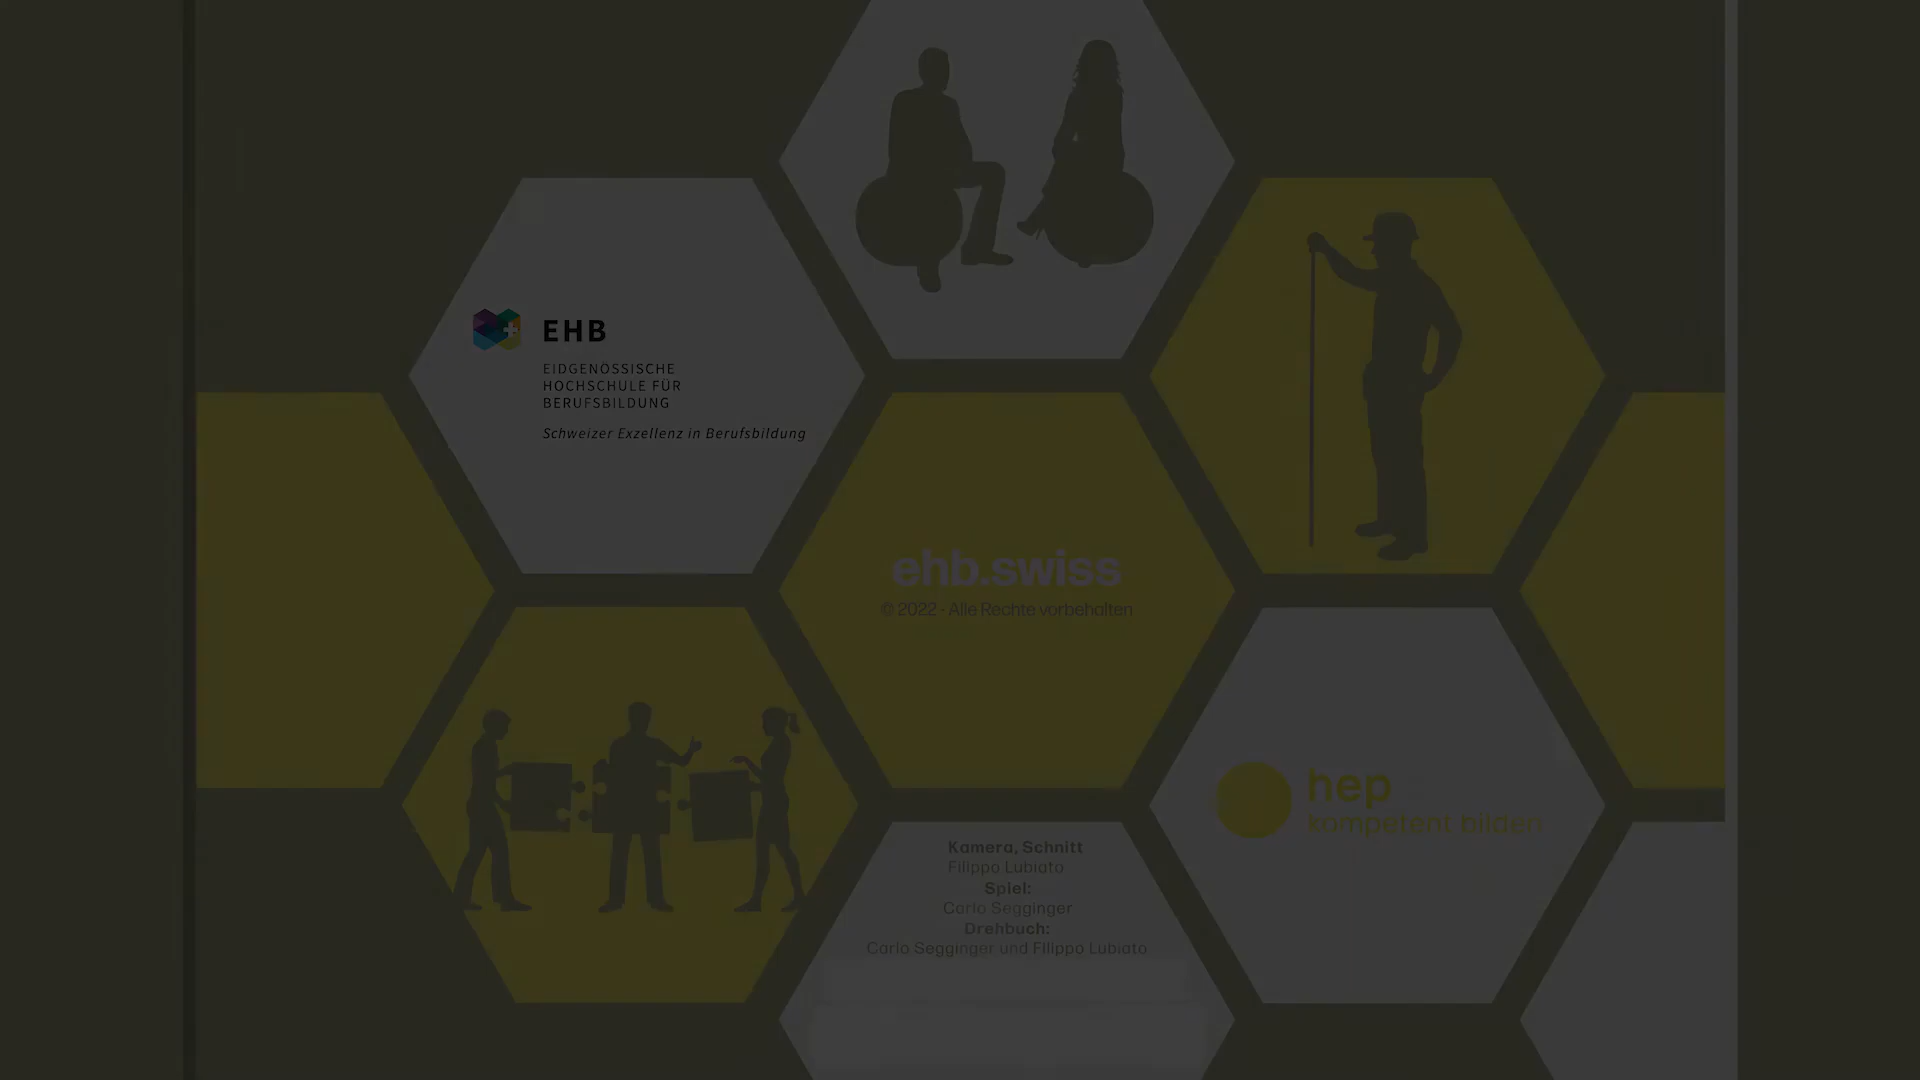 EHB
EIDGENÖSSISCHE
HOCHSCHULE FÜR
BERUFSBILDUNG
Schweizer Exzellenz in Berufsbildung
ehb.swiss
© 2022 - Alle Rechte vorbehalten
hep
kompetent bilden
Kamera, Schnitt
Filippo Lubiato
Spiel:
Carlo Segginger
Drehbuch:
Carlo Segginger und Filippo Lubiato